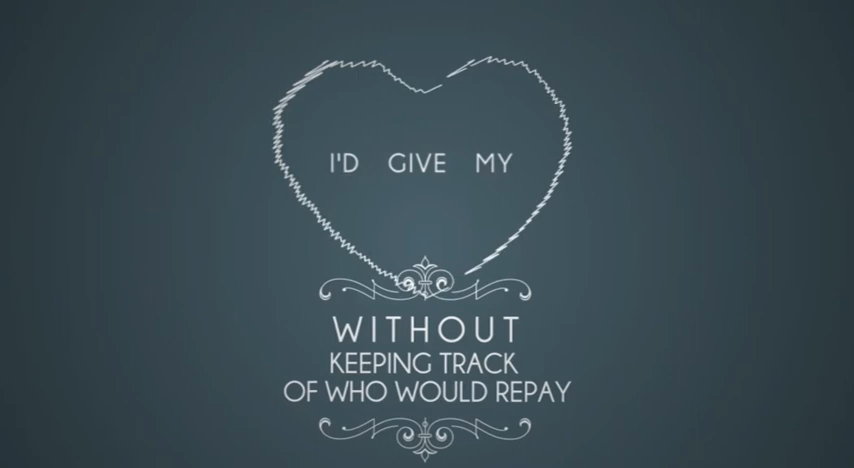 I'D GIVE MY
WITHOUT
KEEPING TRACK
OF WHO WOULD REPAY